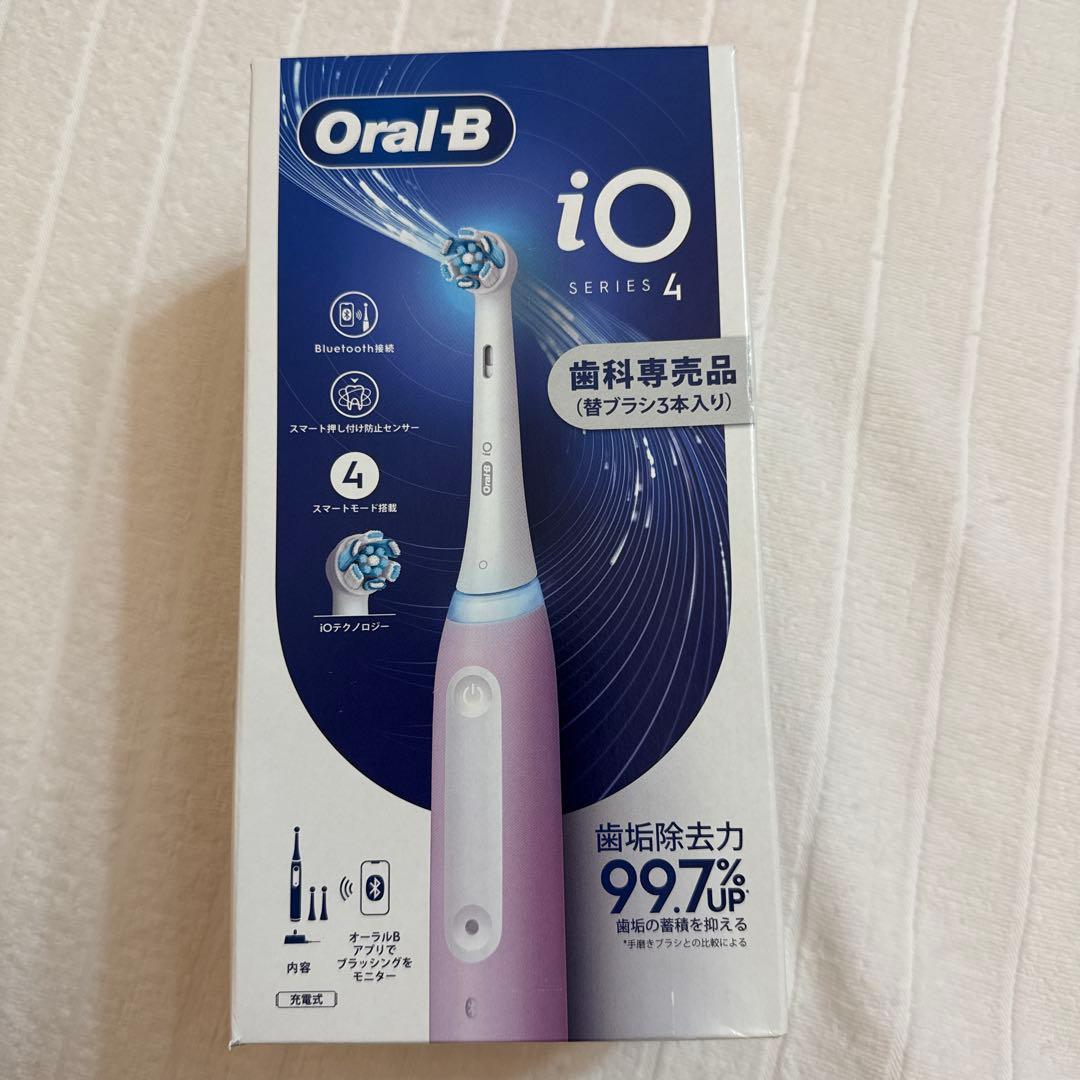 Oral-B
iO
SERIES 4
Bluetooth接続
スマート押し付け防止センサー
4
スマートモード搭載
iOテクノロジー
歯科専売品
(替ブラシ3本入り)
Oral-B iO
歯垢除去力
99.7%UP*
歯垢の蓄積を抑える
*手磨きブラシとの比較による
内容
オーラルB
アプリで
ブラッシングを
モニター
充電式